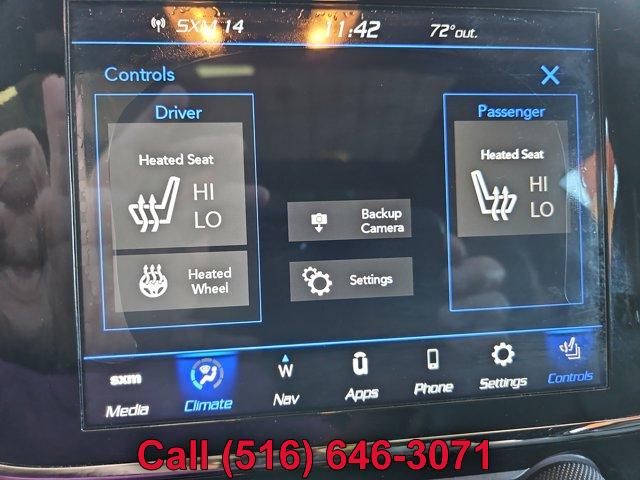 SXM 14 11:42 72°out.
Controls X
Driver
Heated Seat
HI
LO
Heated
Wheel
Backup
Camera
Settings
Passenger
Heated Seat
HI
LO
sxm W
Media Climate Nav Apps Phone Settings Controls
Call (516) 646-3071